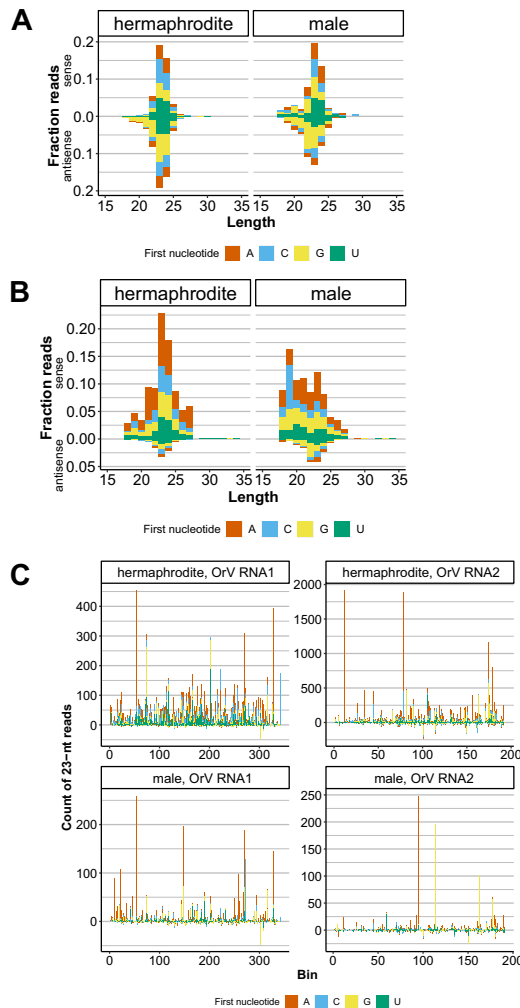 A
hermaphrodite male
0.2
0.1
0.0
0.1
0.2
Fraction reads
antisense sense
15 20 25 30 35 15 20 25 30 35
Length
First nucleotide A C G U
B
hermaphrodite male
0.20
0.15
0.10
0.05
0.00
0.05
Fraction reads
antisense sense
15 20 25 30 35 15 20 25 30 35
Length
First nucleotide A C G U
C
hermaphrodite, OrV RNA1 hermaphrodite, OrV RNA2
400
300
200
100
0
2000
1500
1000
500
0
0 100 200 300 0 50 100 150 200
male, OrV RNA1 male, OrV RNA2
200
100
0
250
200
150
100
50
0
0 100 200 300 0 50 100 150 200
Count of 23−nt reads
Bin
First nucleotide A C G U